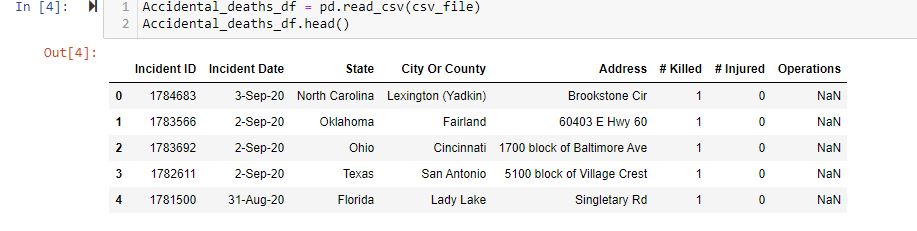 In [4]:
1 Accidental_deaths_df = pd.read_csv(csv_file)
2 Accidental_deaths_df.head()
Out[4]:
Incident ID Incident Date State City Or County Address # Killed # Injured Operations
0 1784683 3-Sep-20 North Carolina Lexington (Yadkin) Brookstone Cir 1 0 NaN
1 1783566 2-Sep-20 Oklahoma Fairland 60403 E Hwy 60 1 0 NaN
2 1783692 2-Sep-20 Ohio Cincinnati 1700 block of Baltimore Ave 1 0 NaN
3 1782611 2-Sep-20 Texas San Antonio 5100 block of Village Crest 1 0 NaN
4 1781500 31-Aug-20 Florida Lady Lake Singletary Rd 1 0 NaN